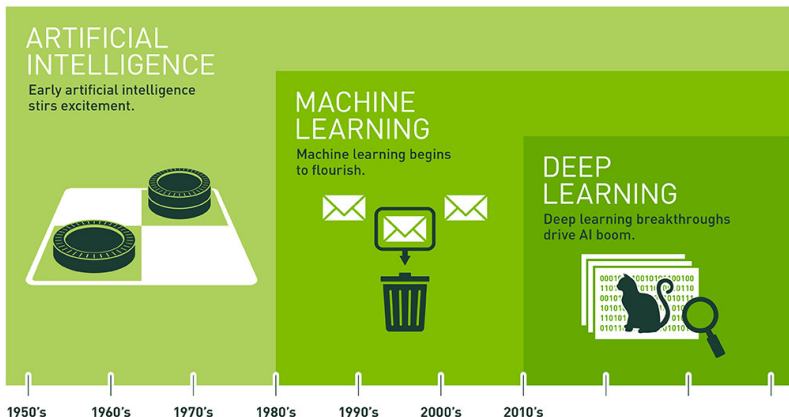 ARTIFICIAL
INTELLIGENCE
Early artificial intelligence
stirs excitement.
MACHINE
LEARNING
Machine learning begins
to flourish.
DEEP
LEARNING
Deep learning breakthroughs
drive AI boom.
1950's 1960's 1970's 1980's 1990's 2000's 2010's